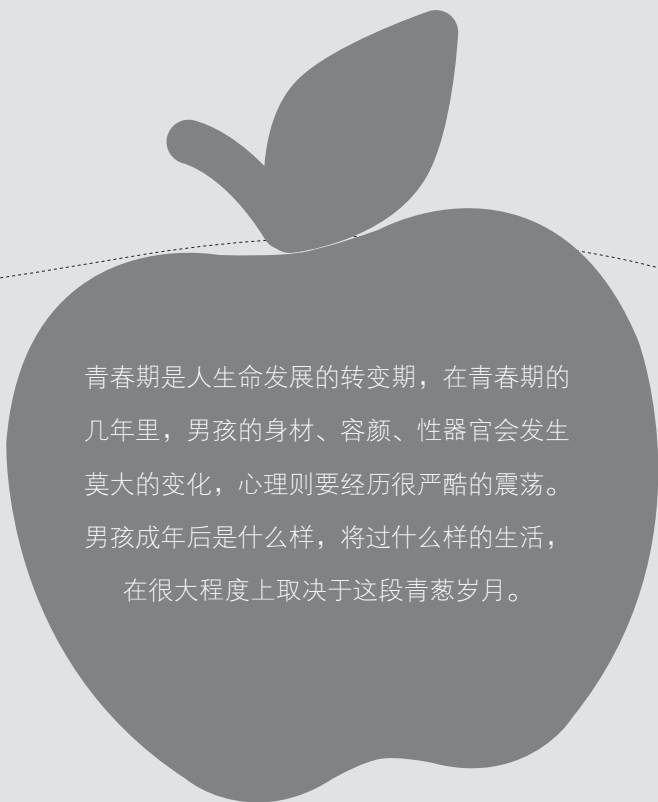 青春期是人生命发展的转变期，在青春期的
几年里，男孩的身材、容颜、性器官会发生
莫大的变化，心理则要经历很严酷的震荡。
男孩成年后是什么样，将过什么样的生活，
在很大程度上取决于这段青葱岁月。